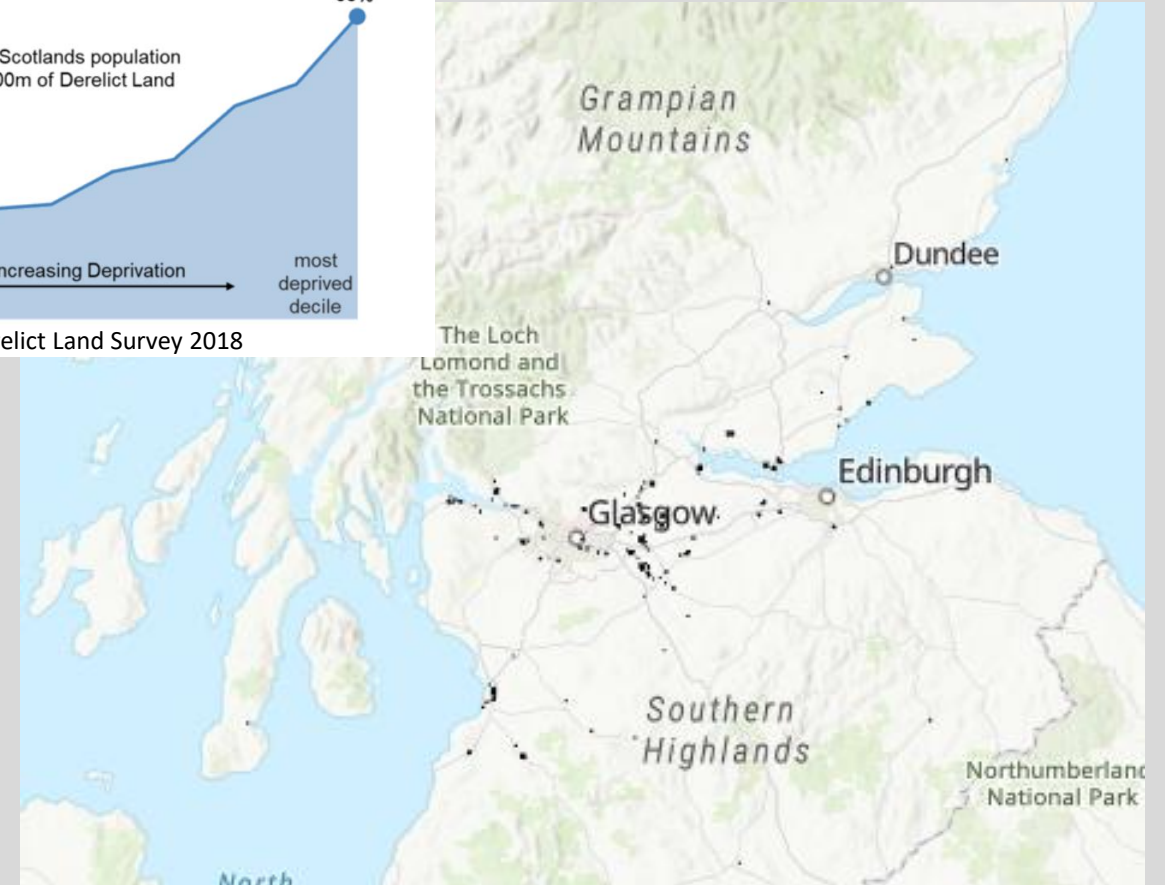 Scotlands population
00m of Derelict Land
ncreasing Deprivation
most
deprived
decile
elict Land Survey 2018
Grampian
Mountains
Dundee
The Loch
Lomond and
the Trossachs
National Park
Edinburgh
Glasgow
Southern
Highlands
Northumberland
National Park
North